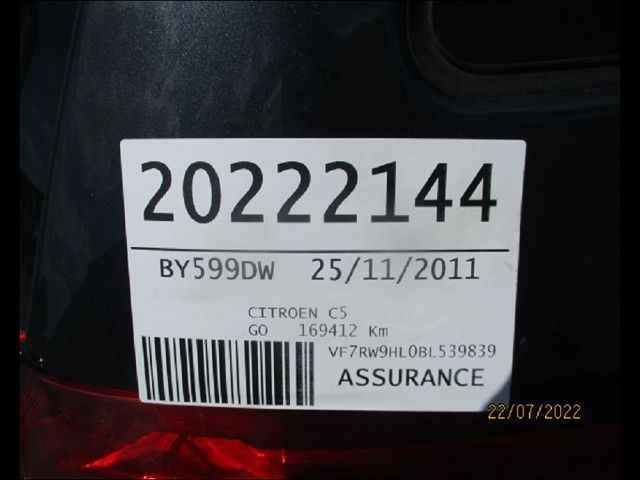 20222144
BY599DW 25/11/2011
CITROEN C5
GO 169412 Km
VF7RW9HL0BL539839
ASSURANCE
22/07/2022